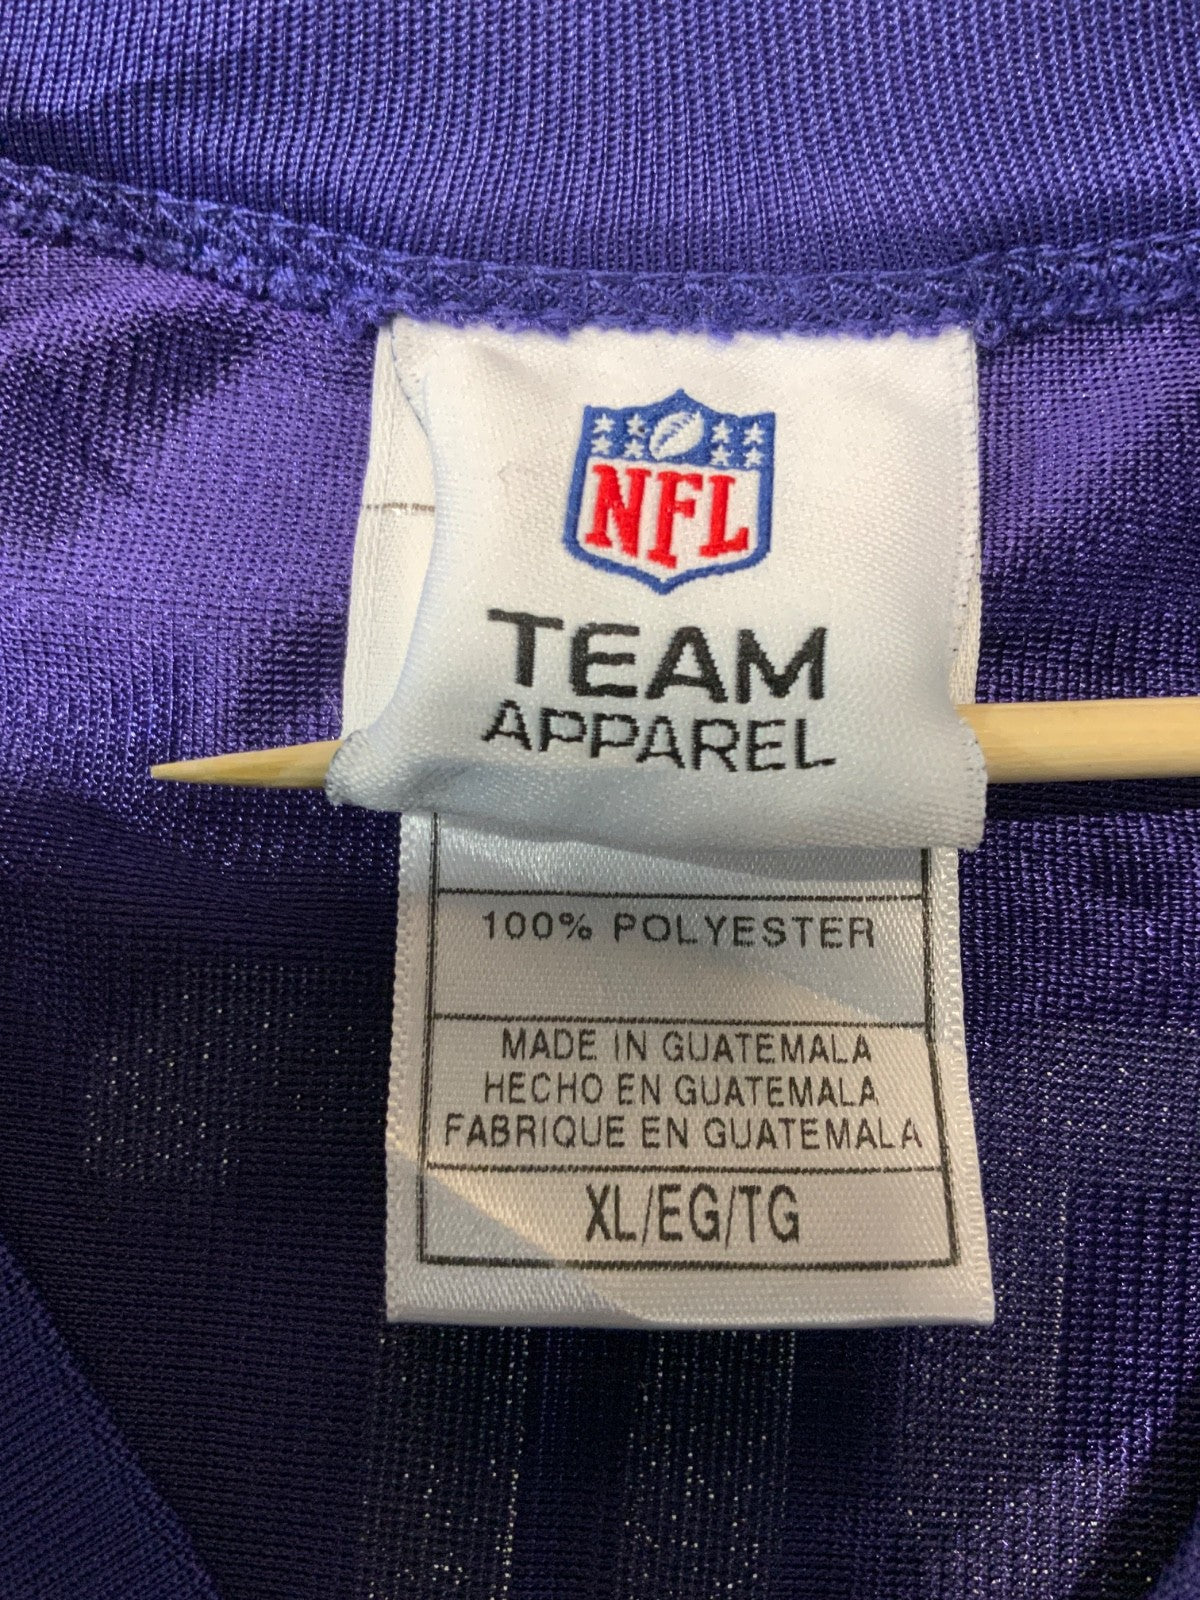 NFL
TEAM
APPAREL
100% POLYESTER
MADE IN GUATEMALA
HECHO EN GUATEMALA
FABRIQUE EN GUATEMALA
XL/EG/TG